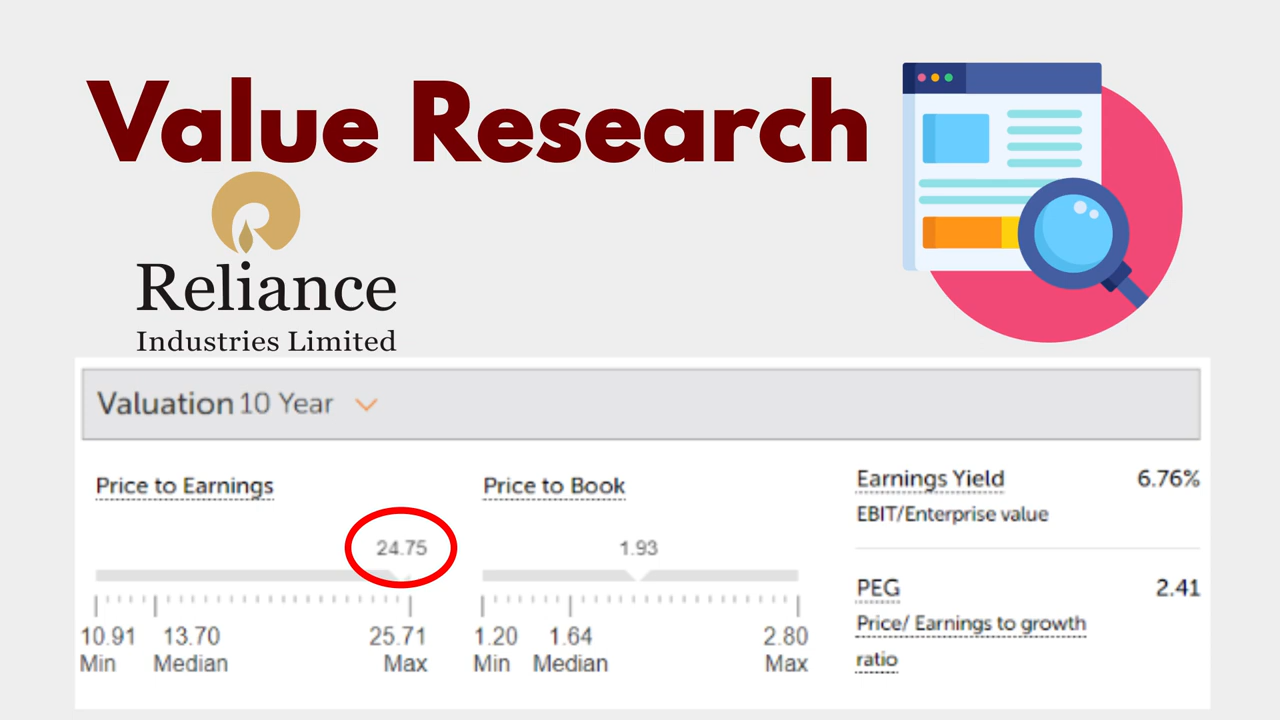 Value Research
Reliance
Industries Limited
Valuation 10 Year
Price to Earnings
24.75
10.91 13.70 25.71
Min Median Max
Price to Book
1.93
1.20 1.64 2.80
Min Median Max
Earnings Yield 6.76%
EBIT/Enterprise value
PEG 2.41
Price/ Earnings to growth
ratio